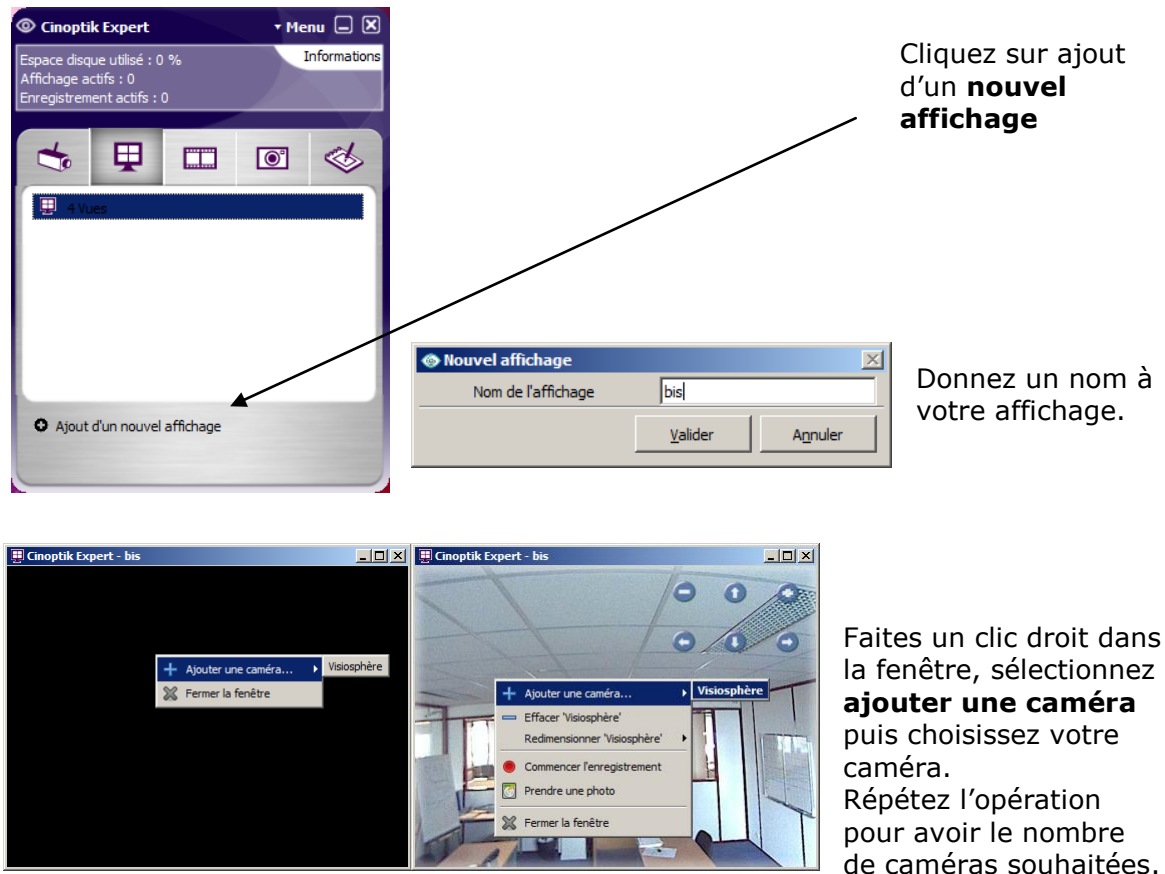 Cinoptik Expert
Menu
Informations
Espace disque utilisé : 0 %
Affichage actifs : 0
Enregistrement actifs : 0
4 Vues
Ajout d'un nouvel affichage
Cliquez sur ajout
d’un nouvel
affichage
Nouvel affichage
Nom de l'affichage
bis
Valider
Annuler
Donnez un nom à
votre affichage.
Cinoptik Expert - bis
Ajouter une caméra...
Visiosphère
Fermer la fenêtre
Cinoptik Expert - bis
Ajouter une caméra...
Visiosphère
Effacer 'Visiosphère'
Redimensionner 'Visiosphère'
Commencer l'enregistrement
Prendre une photo
Fermer la fenêtre
Faites un clic droit dans
la fenêtre, sélectionnez
ajouter une caméra
puis choisissez votre
caméra.
Répétez l’opération
pour avoir le nombre
de caméras souhaitées.